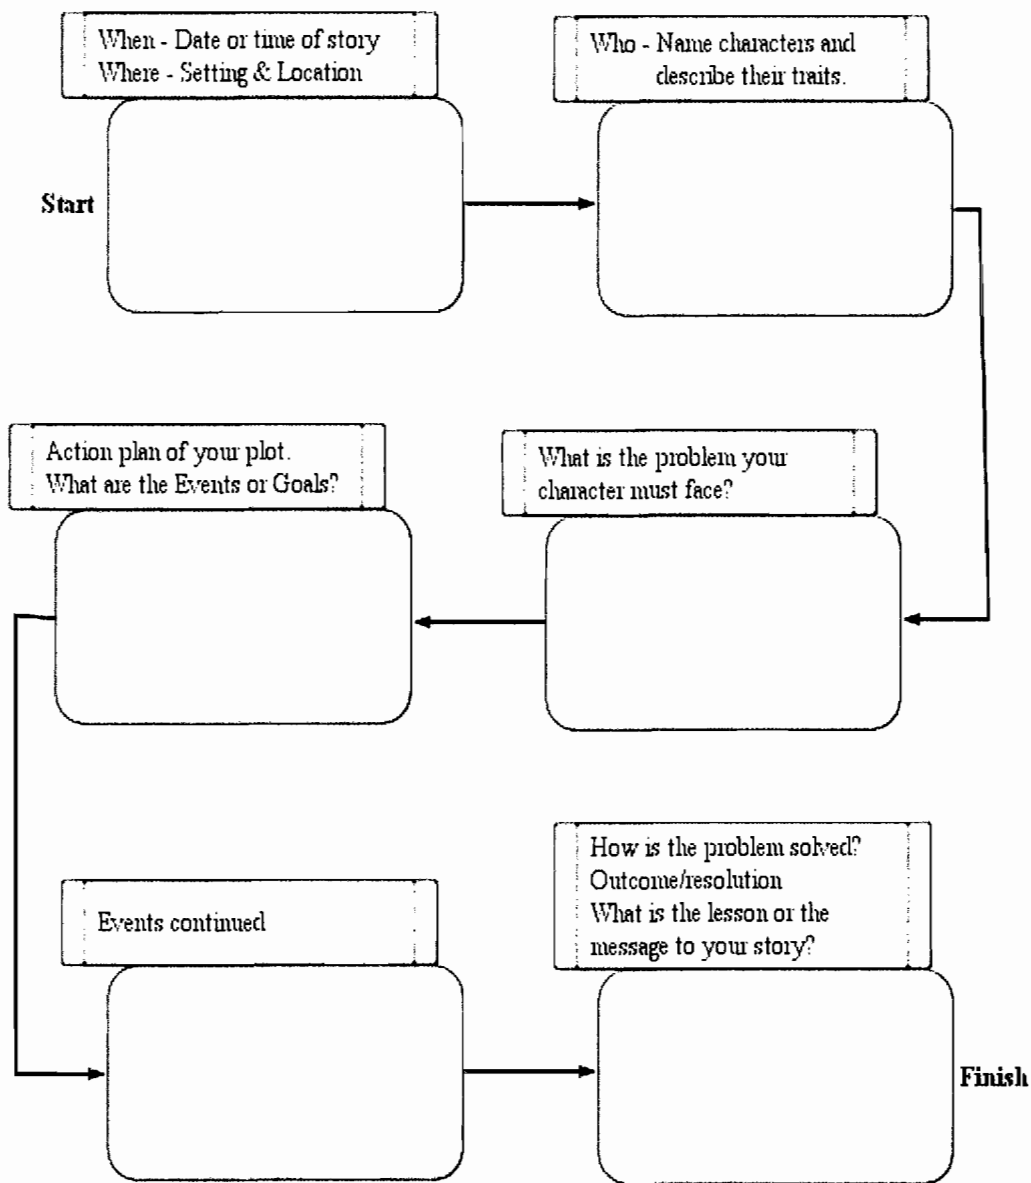 When - Date or time of story
Where - Setting & Location
Who - Name characters and
describe their traits.
Start
What is the problem your
character must face?
Action plan of your plot.
What are the Events or Goals?
Events continued
How is the problem solved?
Outcome/resolution
What is the lesson or the
message to your story?
Finish